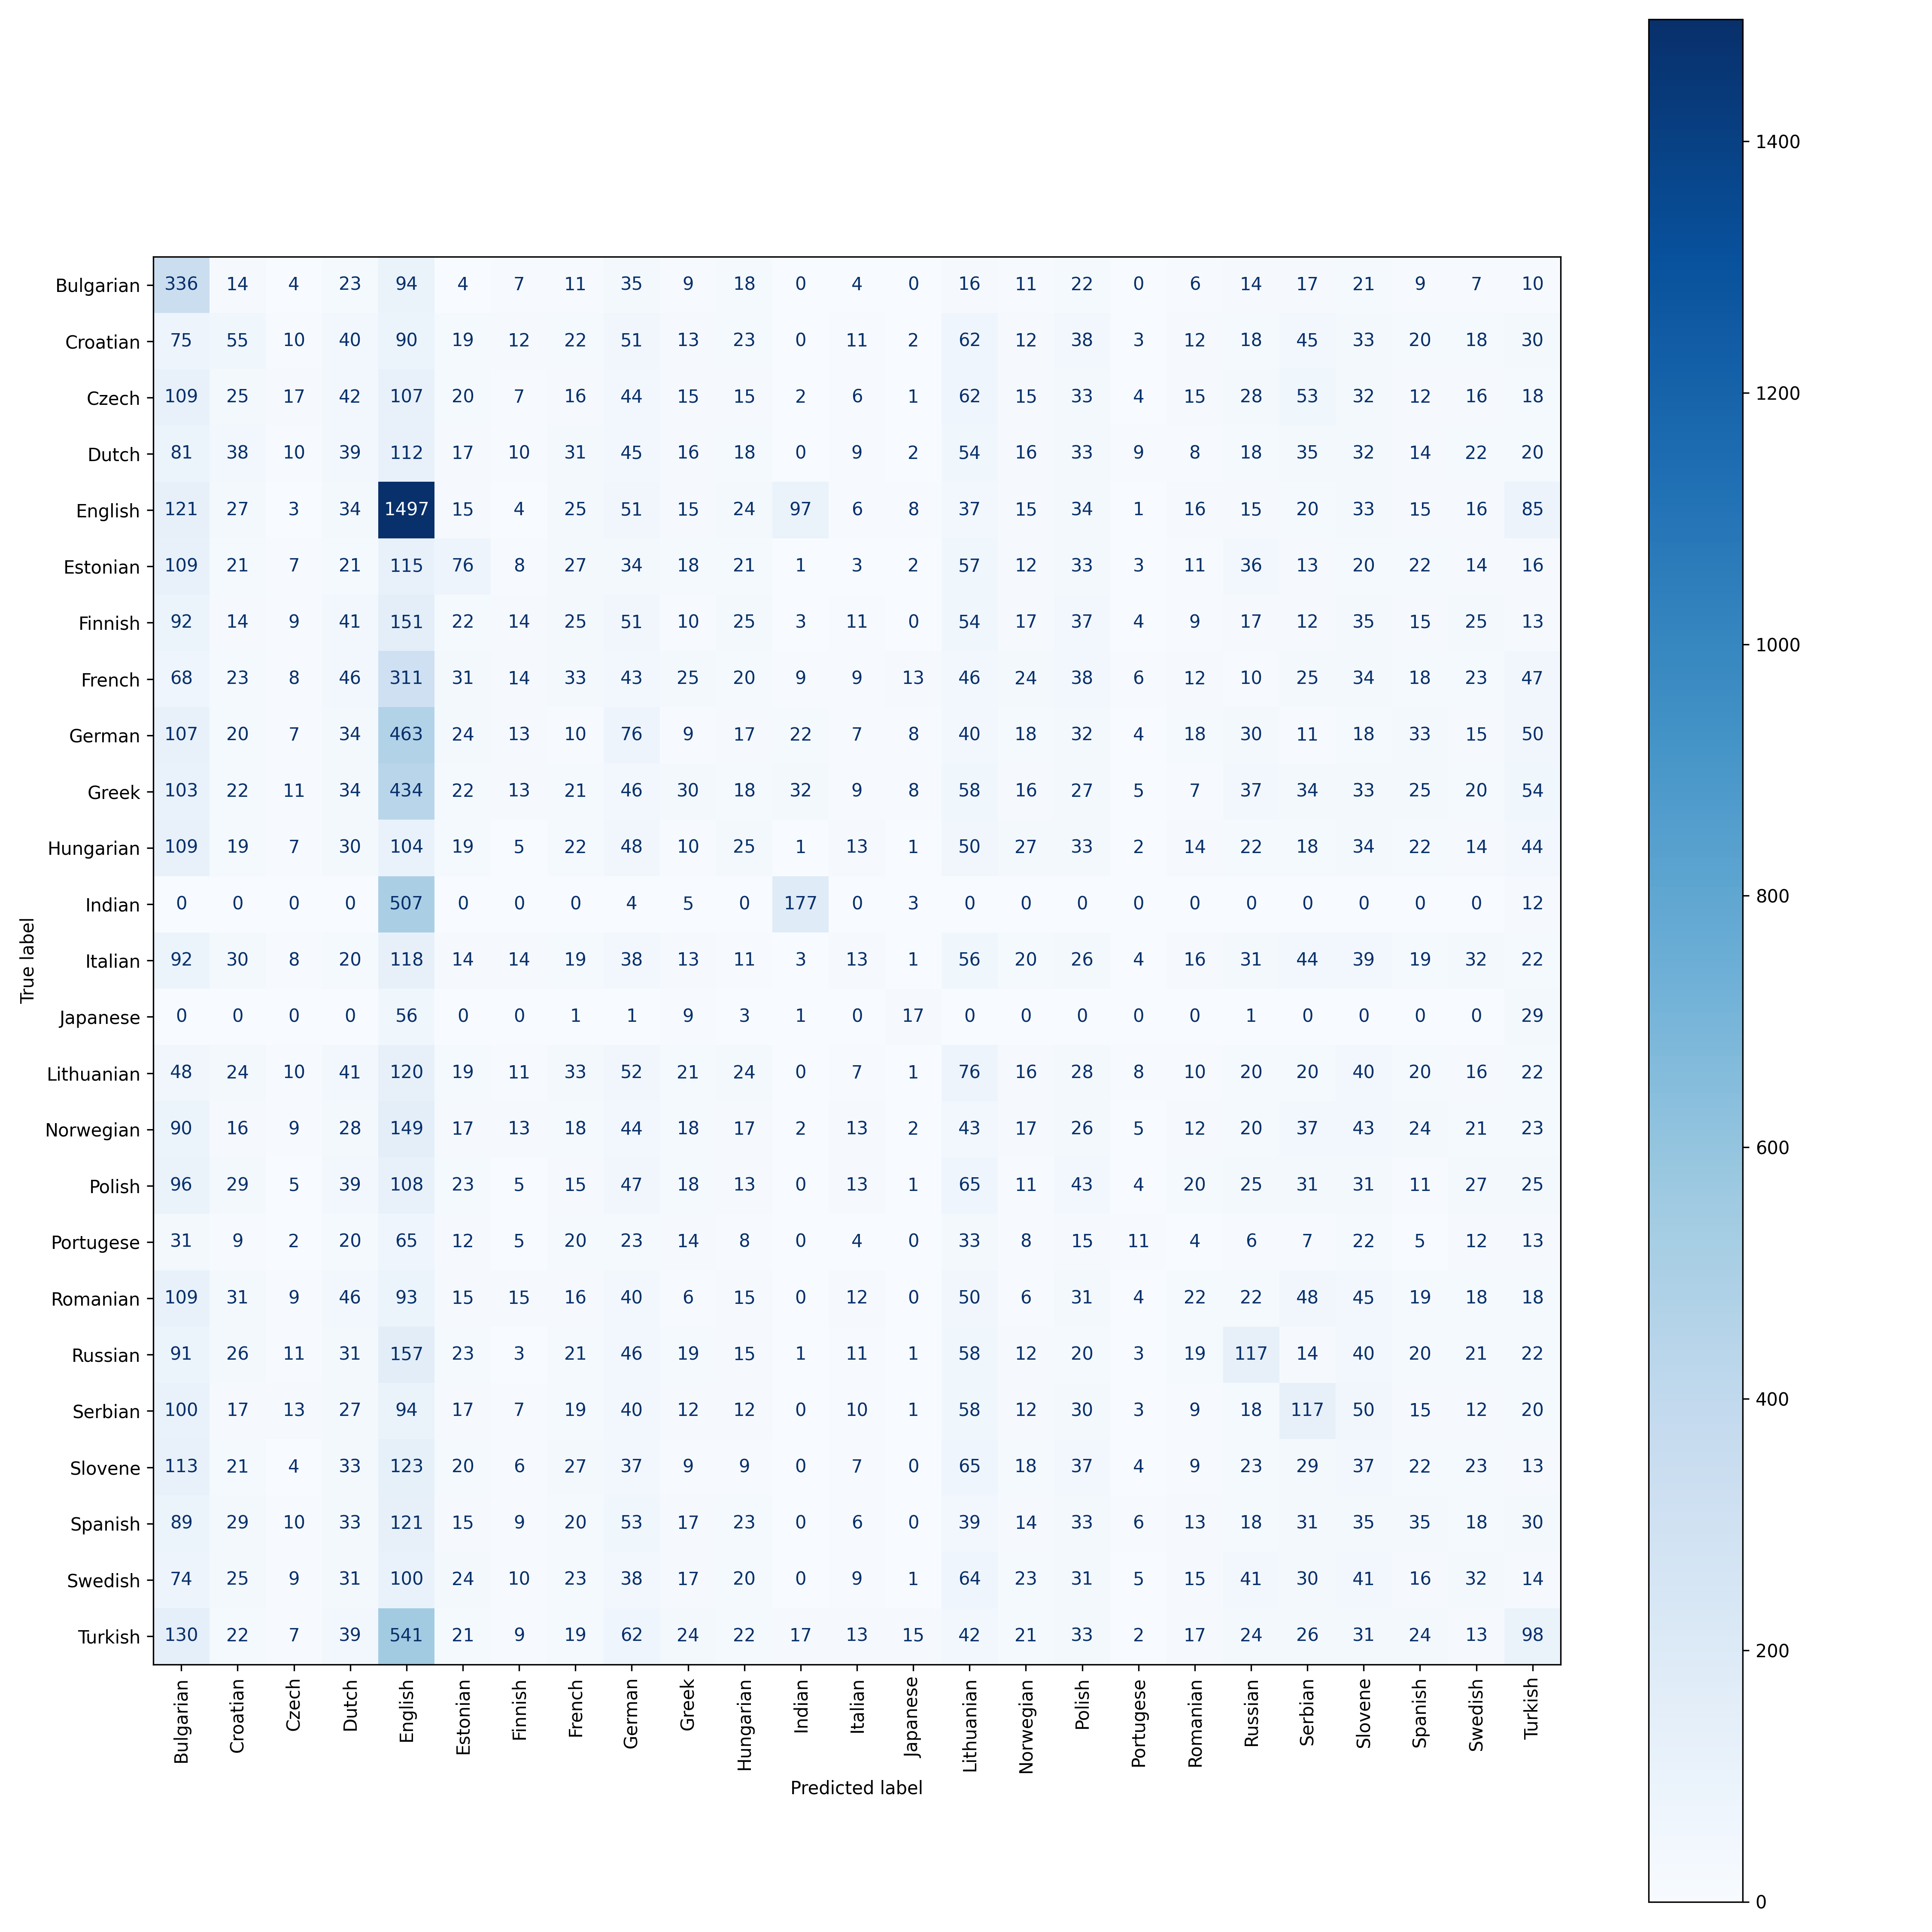 1400
1200
1000
800
600
400
200
0
True label
Bulgarian 336 14 4 23 94 4 7 11 35 9 18 0 4 0 16 11 22 0 6 14 17 21 9 7 10
Croatian 75 55 10 40 90 19 12 22 51 13 23 0 11 2 62 12 38 3 12 18 45 33 20 18 30
Czech 109 25 17 42 107 20 7 16 44 15 15 2 6 1 62 15 33 4 15 28 53 32 12 16 18
Dutch 81 38 10 39 112 17 10 31 45 16 18 0 9 2 54 16 33 9 8 18 35 32 14 22 20
English 121 27 3 34 1497 15 4 25 51 15 24 97 6 8 37 15 34 1 16 15 20 33 15 16 85
Estonian 109 21 7 21 115 76 8 27 34 18 21 1 3 2 57 12 33 3 11 36 13 20 22 14 16
Finnish 92 14 9 41 151 22 14 25 51 10 25 3 11 0 54 17 37 4 9 17 12 35 15 25 13
French 68 23 8 46 311 31 14 33 43 25 20 9 9 13 46 24 38 6 12 10 25 34 18 23 47
German 107 20 7 34 463 24 13 10 76 9 17 22 7 8 40 18 32 4 18 30 11 18 33 15 50
Greek 103 22 11 34 434 22 13 21 46 30 18 32 9 8 58 16 27 5 7 37 34 33 25 20 54
Hungarian 109 19 7 30 104 19 5 22 48 10 25 1 13 1 50 27 33 2 14 22 18 34 22 14 44
Indian 0 0 0 0 507 0 0 0 4 5 0 177 0 3 0 0 0 0 0 0 0 0 0 0 12
Italian 92 30 8 20 118 14 14 19 38 13 11 3 13 1 56 20 26 4 16 31 44 39 19 32 22
Japanese 0 0 0 0 56 0 0 1 1 9 3 1 0 17 0 0 0 0 0 1 0 0 0 0 29
Lithuanian 48 24 10 41 120 19 11 33 52 21 24 0 7 1 76 16 28 8 10 20 20 40 20 16 22
Norwegian 90 16 9 28 149 17 13 18 44 18 17 2 13 2 43 17 26 5 12 20 37 43 24 21 23
Polish 96 29 5 39 108 23 5 15 47 18 13 0 13 1 65 11 43 4 20 25 31 31 11 27 25
Portugese 31 9 2 20 65 12 5 20 23 14 8 0 4 0 33 8 15 11 4 6 7 22 5 12 13
Romanian 109 31 9 46 93 15 15 16 40 6 15 0 12 0 50 6 31 4 22 22 48 45 19 18 18
Russian 91 26 11 31 157 23 3 21 46 19 15 1 11 1 58 12 20 3 19 117 14 40 20 21 22
Serbian 100 17 13 27 94 17 7 19 40 12 12 0 10 1 58 12 30 3 9 18 117 50 15 12 20
Slovene 113 21 4 33 123 20 6 27 37 9 9 0 7 0 65 18 37 4 9 23 29 37 22 23 13
Spanish 89 29 10 33 121 15 9 20 53 17 23 0 6 0 39 14 33 6 13 18 31 35 35 18 30
Swedish 74 25 9 31 100 24 10 23 38 17 20 0 9 1 64 23 31 5 15 41 30 41 16 32 14
Turkish 130 22 7 39 541 21 9 19 62 24 22 17 13 15 42 21 33 2 17 24 26 31 24 13 98
Bulgarian Croatian Czech Dutch English Estonian Finnish French German Greek Hungarian Indian Italian Japanese Lithuanian Norwegian Polish Portugese Romanian Russian Serbian Slovene Spanish Swedish Turkish
Predicted label